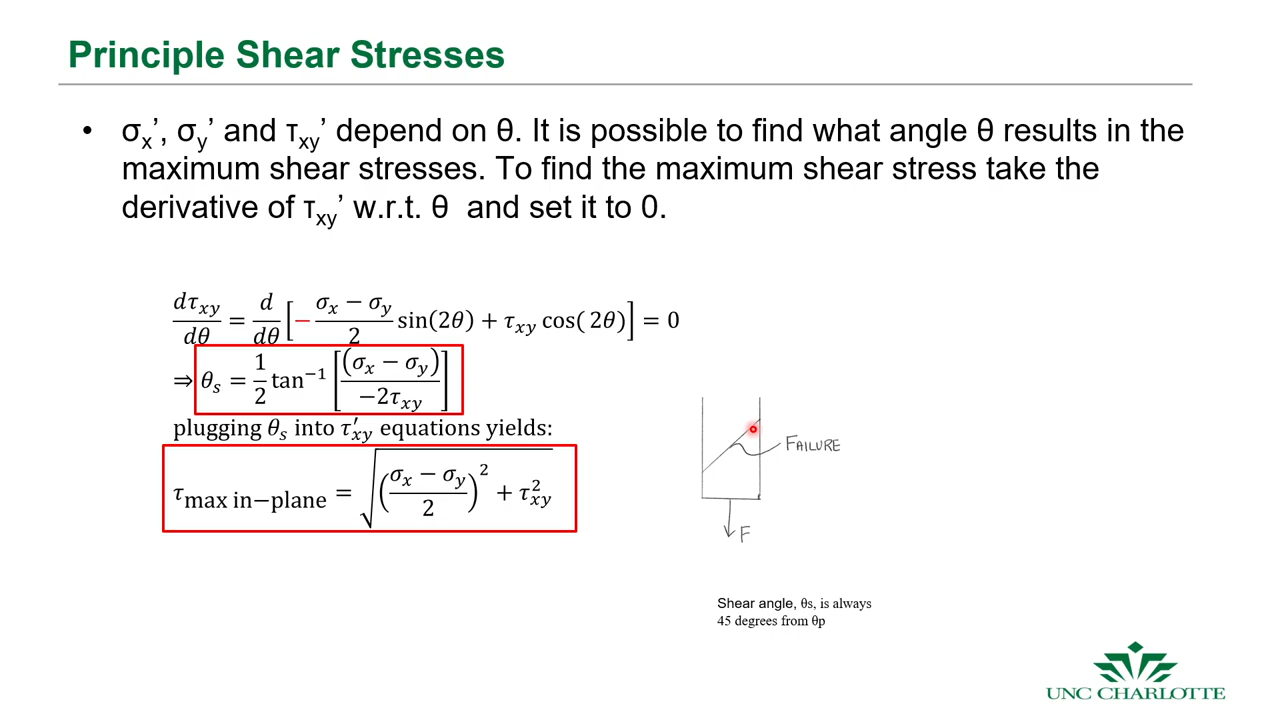 Principle Shear Stresses
• σx’, σy’ and τxy’ depend on θ. It is possible to find what angle θ results in the
maximum shear stresses. To find the maximum shear stress take the
derivative of τxy’ w.r.t. θ and set it to 0.
dτxy/dθ = d/dθ [− (σx − σy)/2 sin(2θ) + τxy cos( 2θ)] = 0
⇒ θs = 1/2 tan⁻¹ [(σx − σy)/−2τxy]
plugging θs into τ′xy equations yields:
τmax in−plane = √(((σx − σy)/2)² + τ²xy)
FAILURE
F
Shear angle, θs, is always
45 degrees from θp
UNC CHARLOTTE